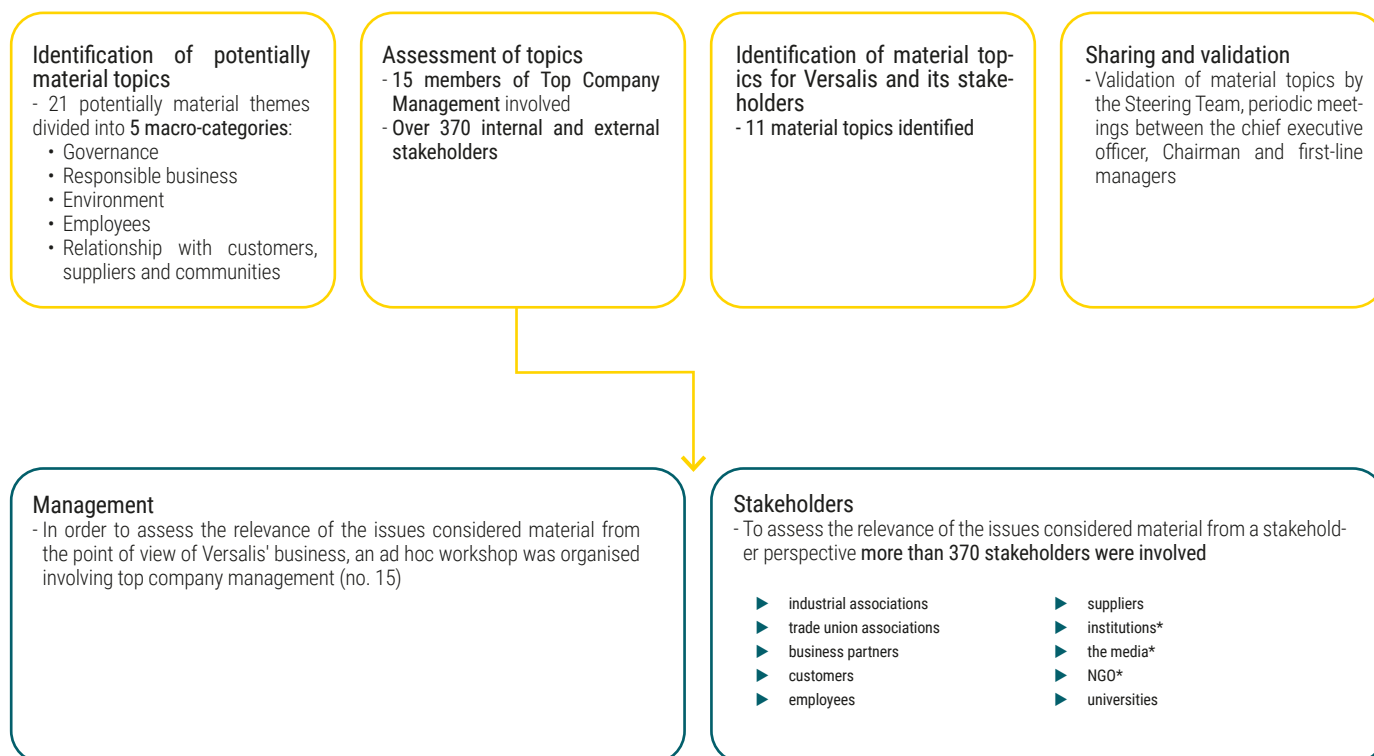 Identification of potentially
material topics
- 21 potentially material themes
divided into 5 macro-categories:
• Governance
• Responsible business
• Environment
• Employees
• Relationship with customers,
suppliers and communities
Assessment of topics
- 15 members of Top Company
Management involved
- Over 370 internal and external
stakeholders
Identification of material top-
ics for Versalis and its stake-
holders
- 11 material topics identified
Sharing and validation
- Validation of material topics by
the Steering Team, periodic meet-
ings between the chief executive
officer, Chairman and first-line
managers
Management
- In order to assess the relevance of the issues considered material from
the point of view of Versalis' business, an ad hoc workshop was organised
involving top company management (no. 15)
Stakeholders
- To assess the relevance of the issues considered material from a stakehold-
er perspective more than 370 stakeholders were involved
▶ industrial associations
▶ trade union associations
▶ business partners
▶ customers
▶ employees
▶ suppliers
▶ institutions*
▶ the media*
▶ NGO*
▶ universities